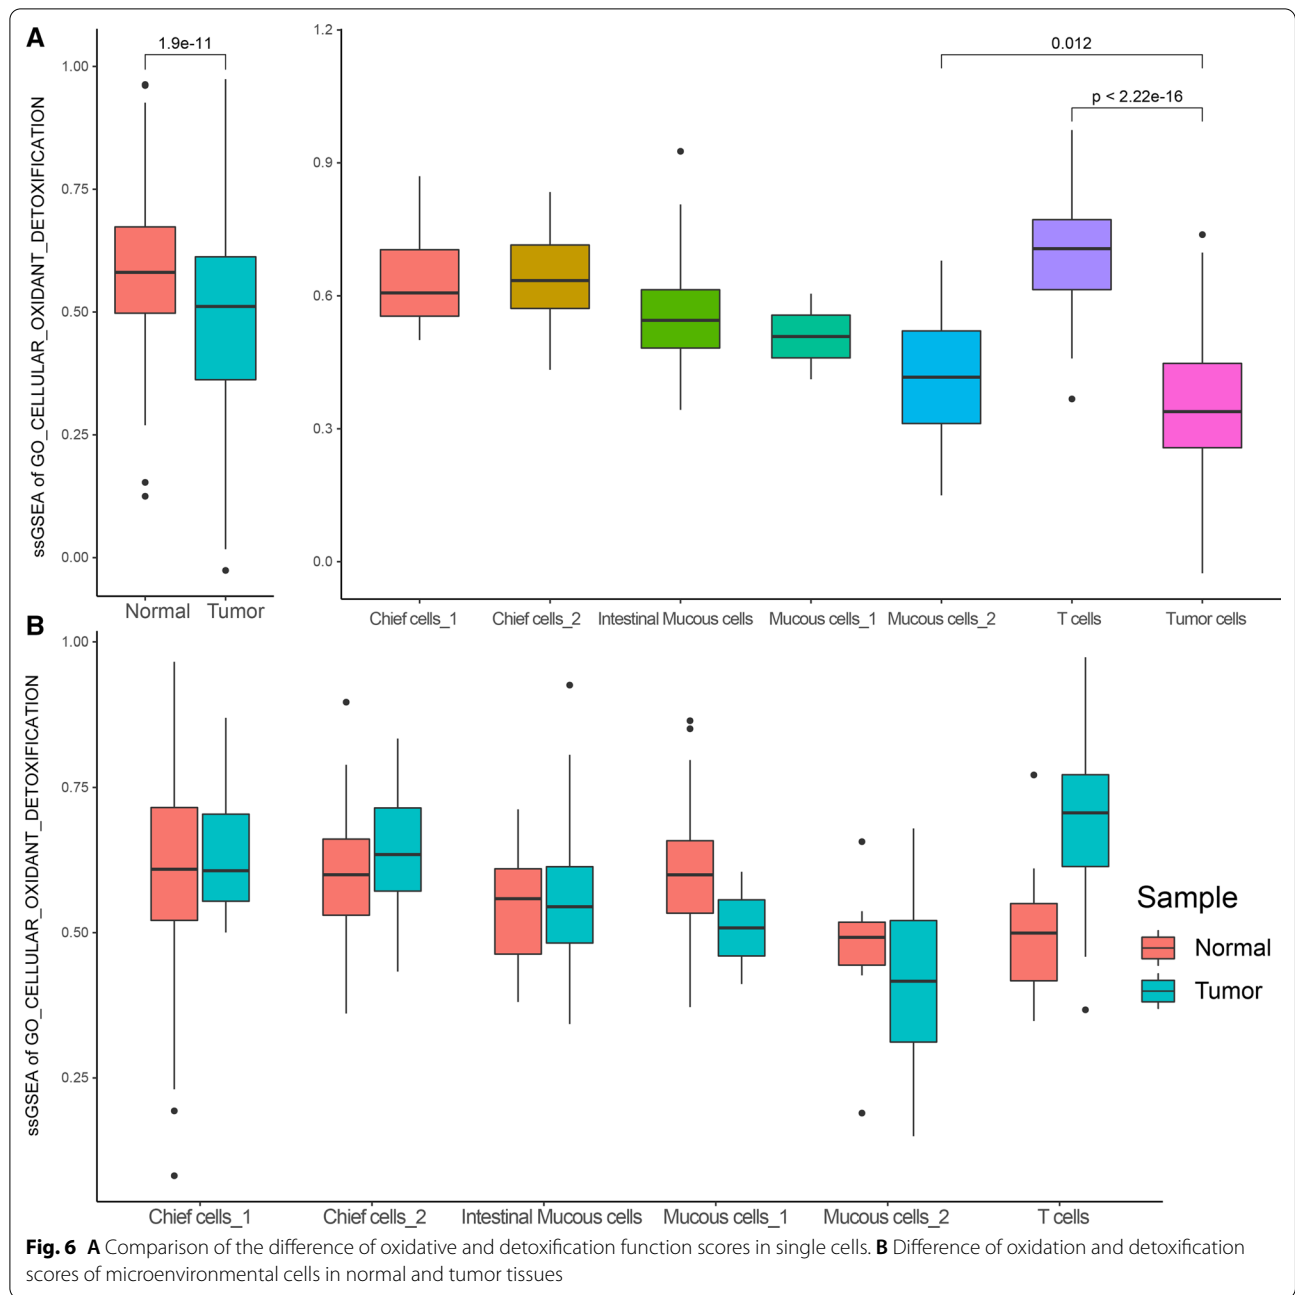 A
1.9e-11
1.00
0.75
0.50
0.25
0.00
ssGSEA of GO_CELLULAR_OXIDANT_DETOXIFICATION
Normal Tumor
1.2
0.9
0.6
0.3
0.0
0.012
p < 2.22e-16
Chief cells_1 Chief cells_2 Intestinal Mucous cells Mucous cells_1 Mucous cells_2 T cells Tumor cells
B
1.00
0.75
0.50
0.25
ssGSEA of GO_CELLULAR_OXIDANT_DETOXIFICATION
Sample
Normal
Tumor
Chief cells_1 Chief cells_2 Intestinal Mucous cells Mucous cells_1 Mucous cells_2 T cells
Fig. 6 A Comparison of the difference of oxidative and detoxification function scores in single cells. B Difference of oxidation and detoxification
scores of microenvironmental cells in normal and tumor tissues